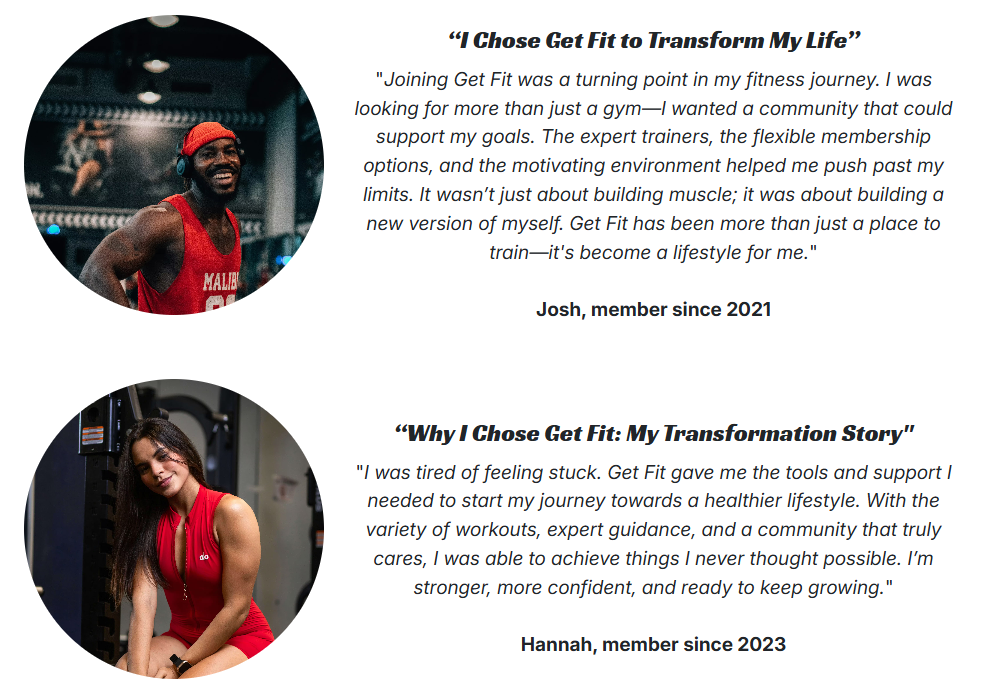 “I Chose Get Fit to Transform My Life”
"Joining Get Fit was a turning point in my fitness journey. I was
looking for more than just a gym—I wanted a community that could
support my goals. The expert trainers, the flexible membership
options, and the motivating environment helped me push past my
limits. It wasn’t just about building muscle; it was about building a
new version of myself. Get Fit has been more than just a place to
train—it's become a lifestyle for me."
Josh, member since 2021
MALIBU
“Why I Chose Get Fit: My Transformation Story"
"I was tired of feeling stuck. Get Fit gave me the tools and support I
needed to start my journey towards a healthier lifestyle. With the
variety of workouts, expert guidance, and a community that truly
cares, I was able to achieve things I never thought possible. I’m
stronger, more confident, and ready to keep growing."
Hannah, member since 2023